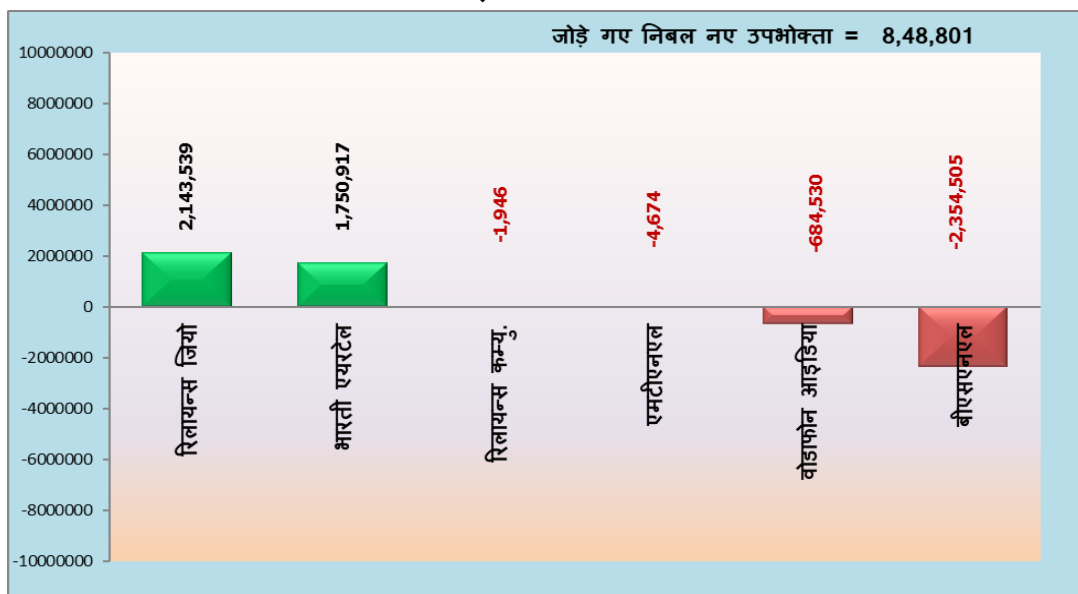 जोड़े गए निबल नए उपभोक्ता = 8,48,801
10000000
8000000
6000000
4000000
2000000
0
-2000000
-4000000
-6000000
-8000000
-10000000
2,143,539
1,750,917
-1,946
-4,674
-684,530
-2,354,505
रिलायन्स जियो
भारती एयरटेल
रिलायन्स कम्यू.
एमटीएनएल
वोडाफोन आइडिया
बीएसएनएल